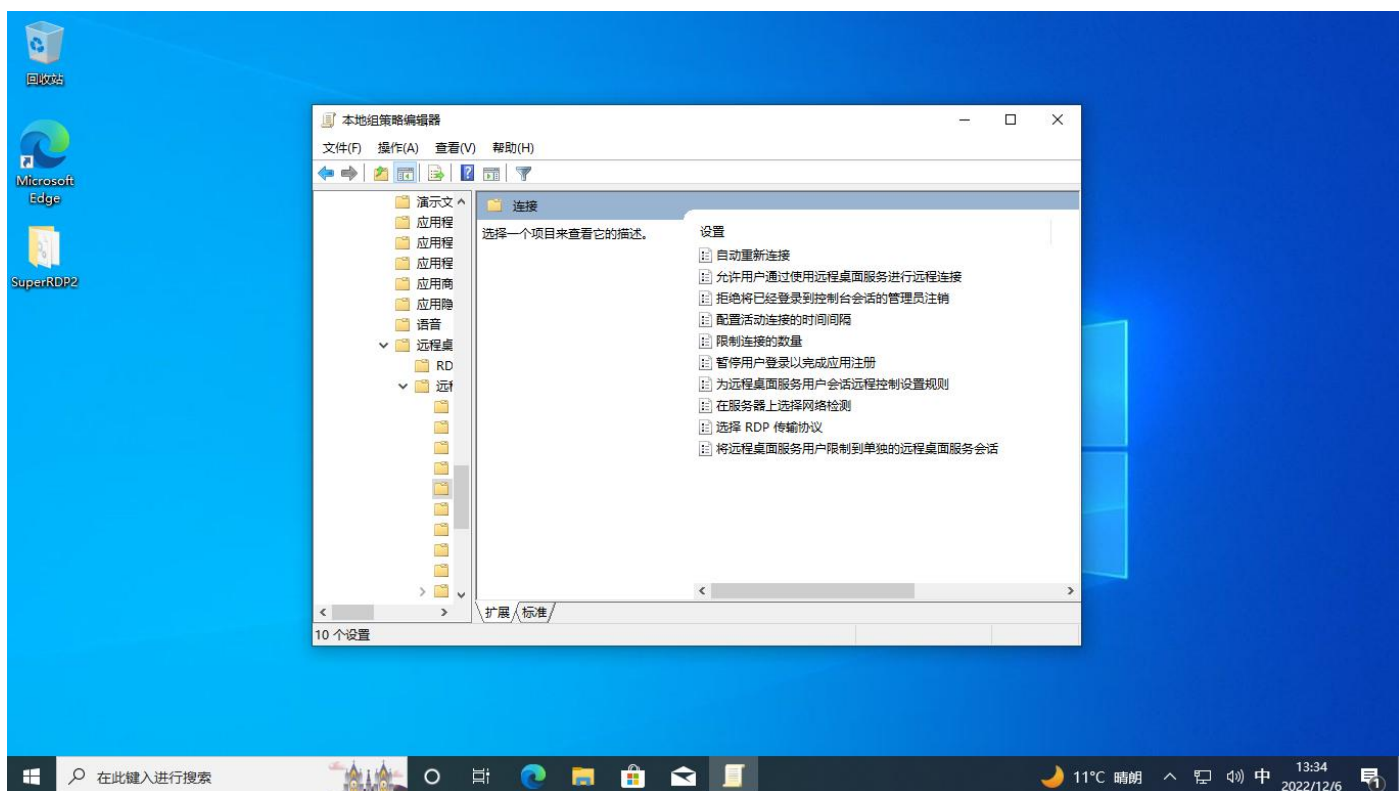 回收站
Microsoft
Edge
SuperRDP2
本地组策略编辑器
文件(F) 操作(A) 查看(V) 帮助(H)
演示文
应用程
应用程
应用程
应用商
应用隐
语音
远程桌
RD
远
连接
选择一个项目来查看它的描述。
设置
自动重新连接
允许用户通过使用远程桌面服务进行远程连接
拒绝将已经登录到控制台会话的管理员注销
配置活动连接的时间间隔
限制连接的数量
暂停用户登录以完成应用注册
为远程桌面服务用户会话远程控制设置规则
在服务器上选择网络检测
选择 RDP 传输协议
将远程桌面服务用户限制到单独的远程桌面服务会话
扩展 标准
10 个设置
在此键入进行搜索
11°C 晴朗
中
13:34
2022/12/6
1